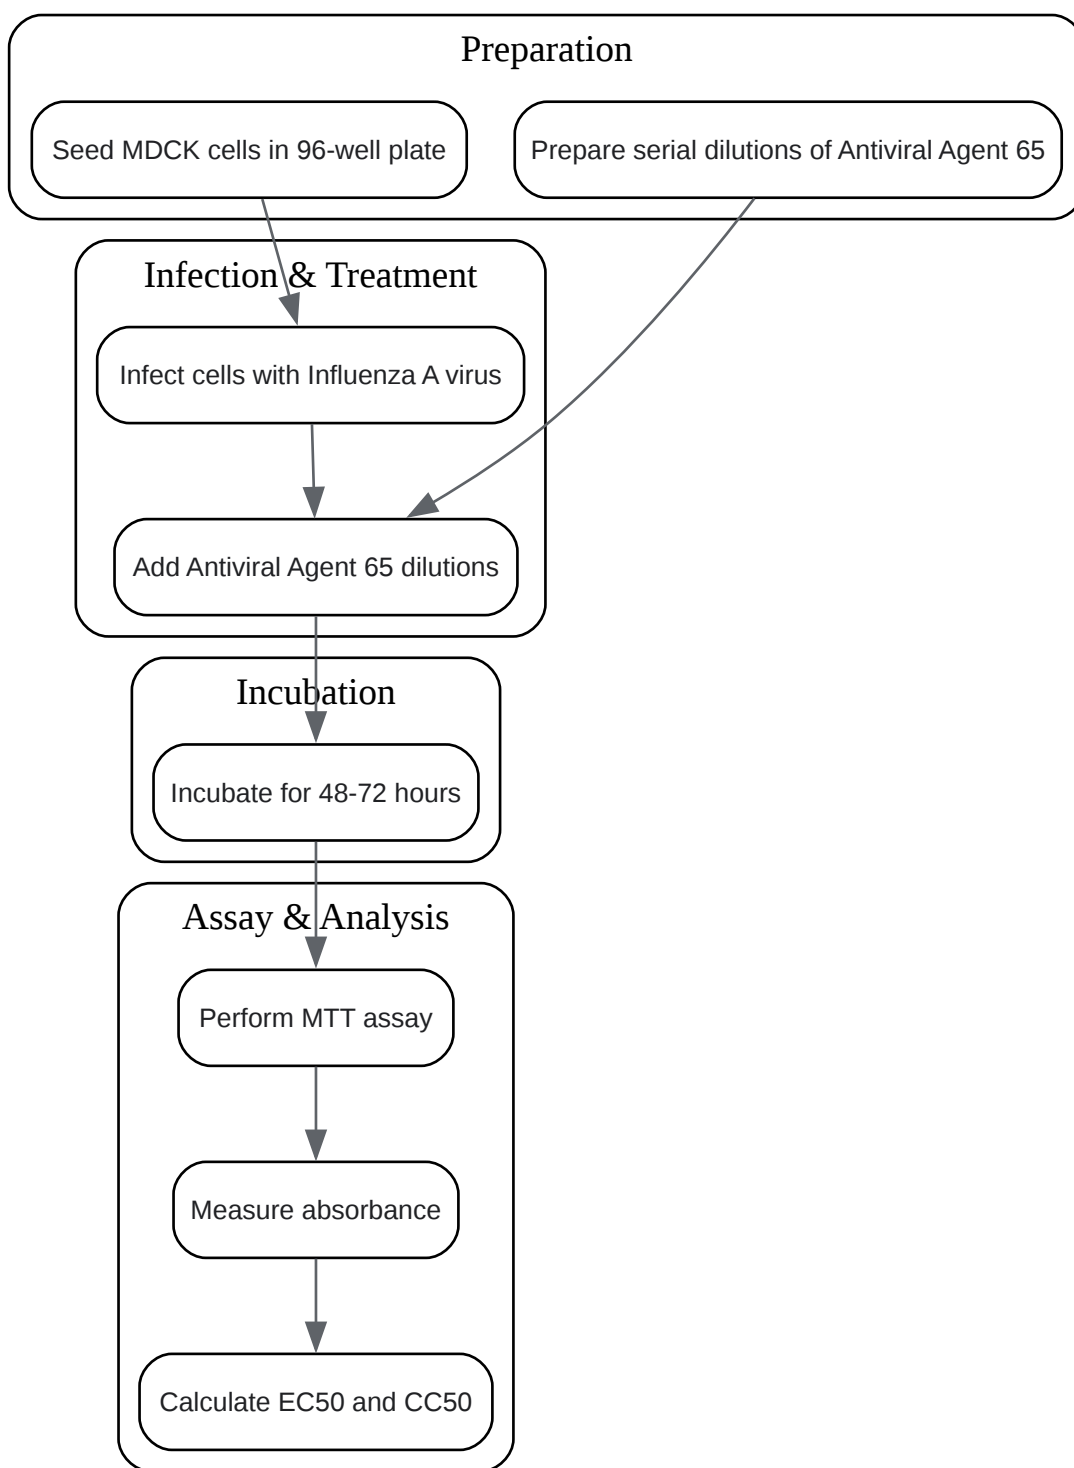 Preparation
Seed MDCK cells in 96-well plate
Prepare serial dilutions of Antiviral Agent 65
Infection & Treatment
Infect cells with Influenza A virus
Add Antiviral Agent 65 dilutions
Incubation
Incubate for 48-72 hours
Assay & Analysis
Perform MTT assay
Measure absorbance
Calculate EC50 and CC50